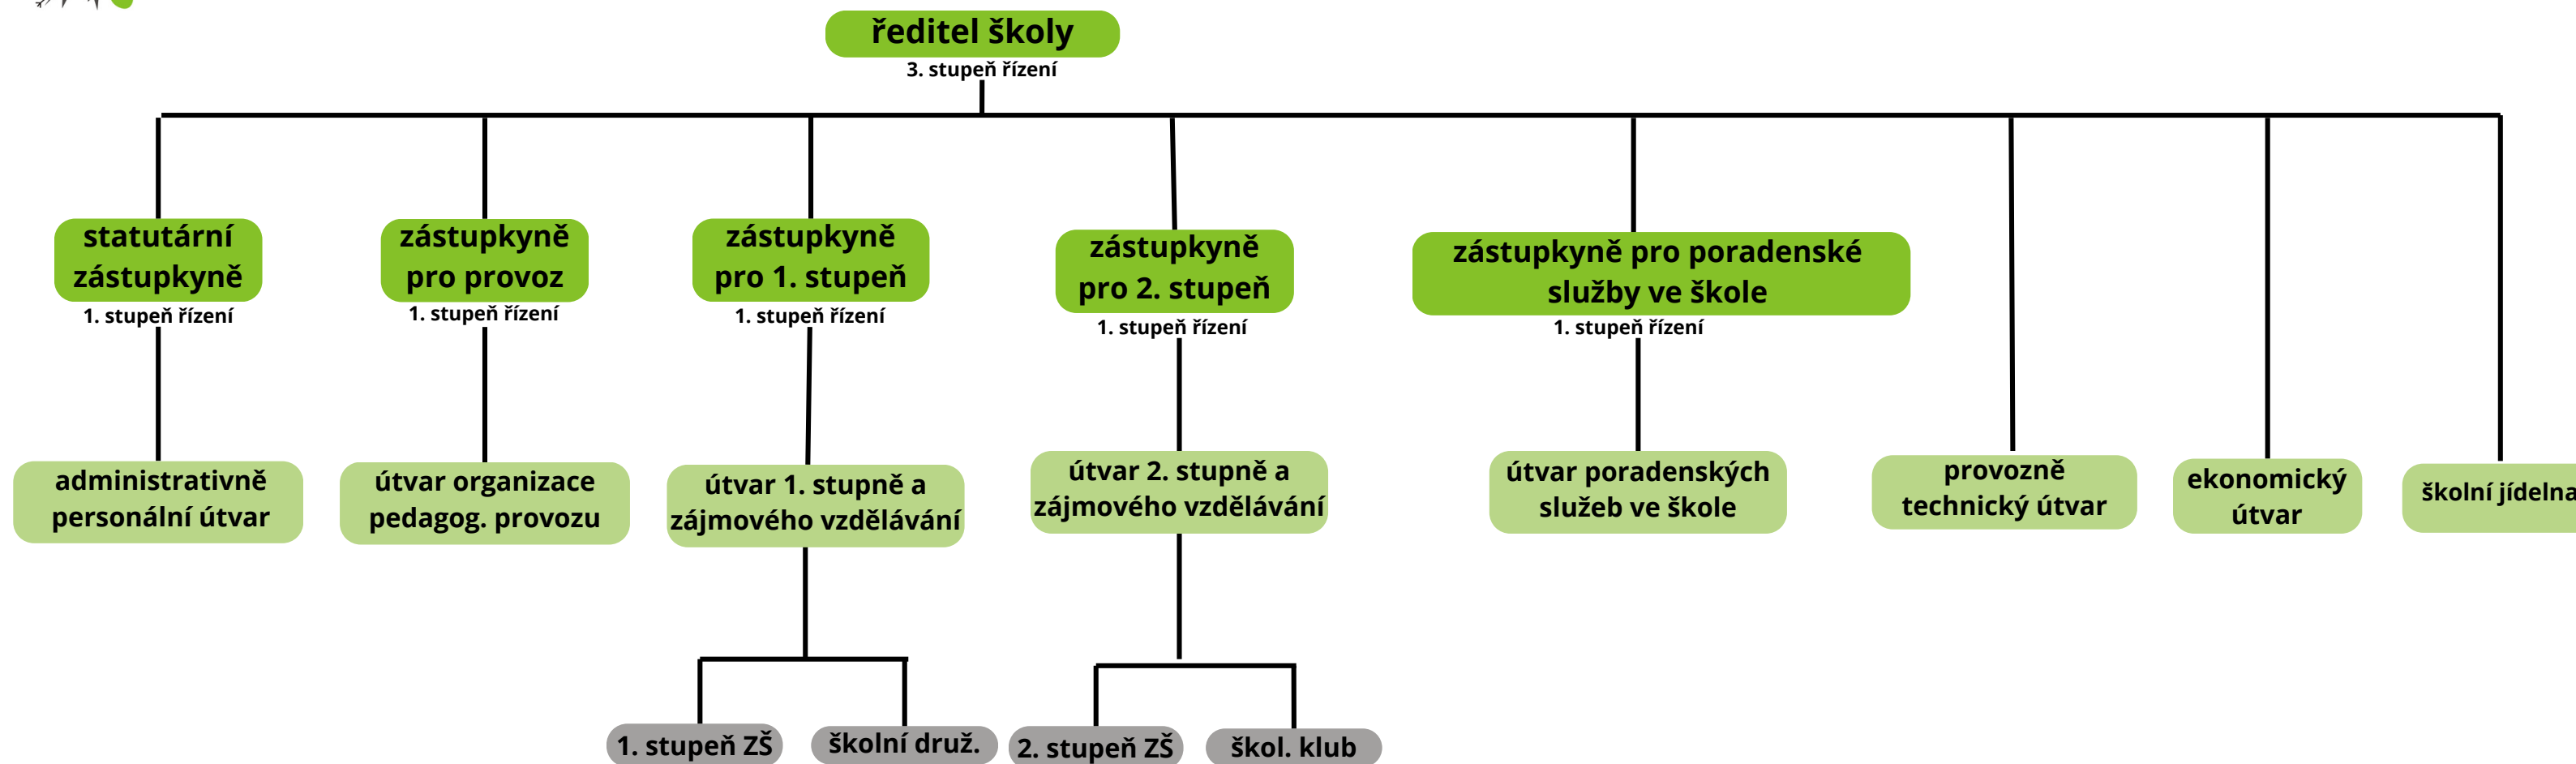 ředitel školy
3. stupeň řízení
statutární
zástupkyně
1. stupeň řízení
zástupkyně
pro provoz
1. stupeň řízení
zástupkyně
pro 1. stupeň
1. stupeň řízení
zástupkyně
pro 2. stupeň
1. stupeň řízení
zástupkyně pro poradenské
služby ve škole
1. stupeň řízení
administrativně
personální útvar
útvar organizace
pedagog. provozu
útvar 1. stupně a
zájmového vzdělávání
útvar 2. stupně a
zájmového vzdělávání
útvar poradenských
služeb ve škole
provozně
technický útvar
ekonomický
útvar
školní jídelna
1. stupeň ZŠ
školní druž.
2. stupeň ZŠ
škol. klub